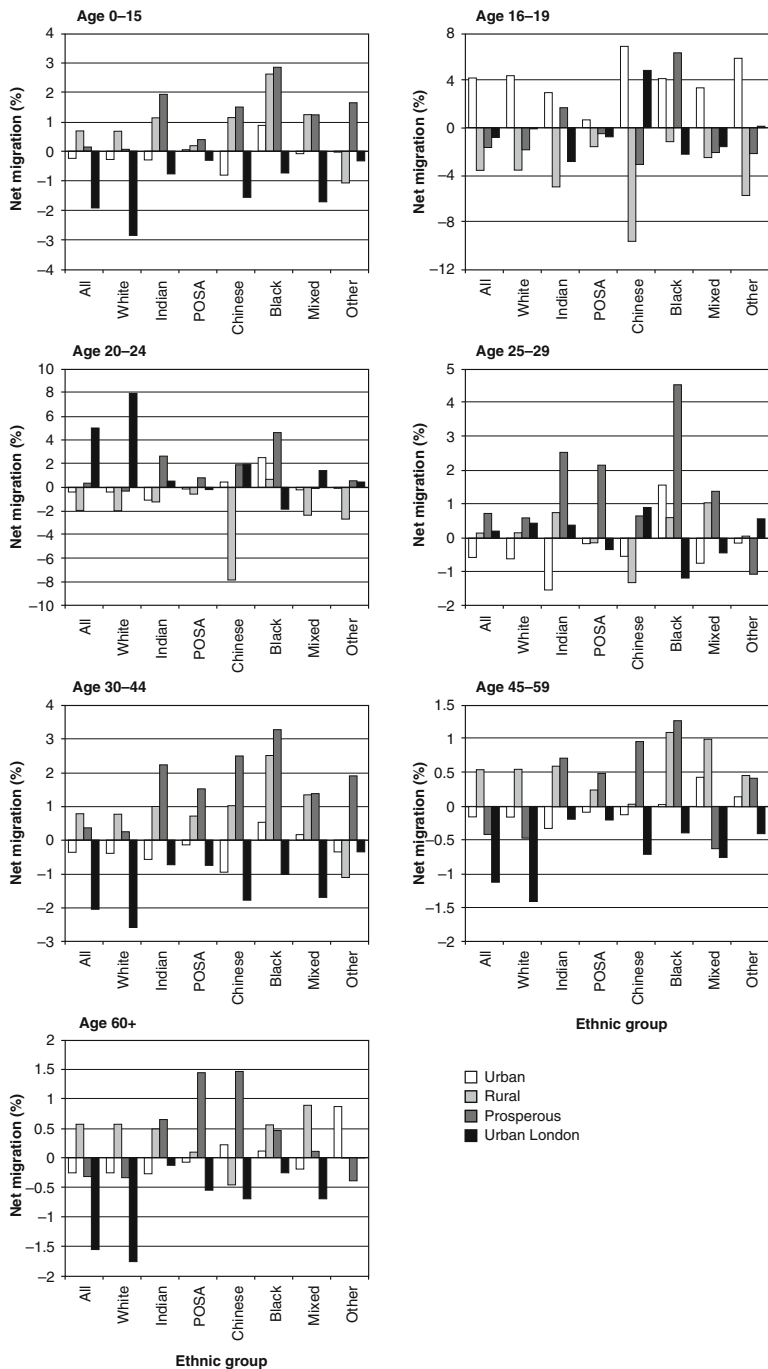 Age 0–15
Net migration (%)
4
3
2
1
0
−1
−2
−3
−4
All
White
Indian
POSA
Chinese
Black
Mixed
Other
Age 16–19
Net migration (%)
8
4
0
−4
−8
−12
All
White
Indian
POSA
Chinese
Black
Mixed
Other
Age 20–24
Net migration (%)
10
8
6
4
2
0
−2
−4
−6
−8
−10
All
White
Indian
POSA
Chinese
Black
Mixed
Other
Age 25–29
Net migration (%)
5
4
3
2
1
0
−1
−2
All
White
Indian
POSA
Chinese
Black
Mixed
Other
Age 30–44
Net migration (%)
4
3
2
1
0
−1
−2
−3
All
White
Indian
POSA
Chinese
Black
Mixed
Other
Age 45–59
Net migration (%)
1.5
1
0.5
0
−0.5
−1
−1.5
−2
All
White
Indian
POSA
Chinese
Black
Mixed
Other
Ethnic group
Age 60+
Net migration (%)
2
1.5
1
0.5
0
−0.5
−1
−1.5
−2
All
White
Indian
POSA
Chinese
Black
Mixed
Other
Ethnic group
Urban
Rural
Prosperous
Urban London